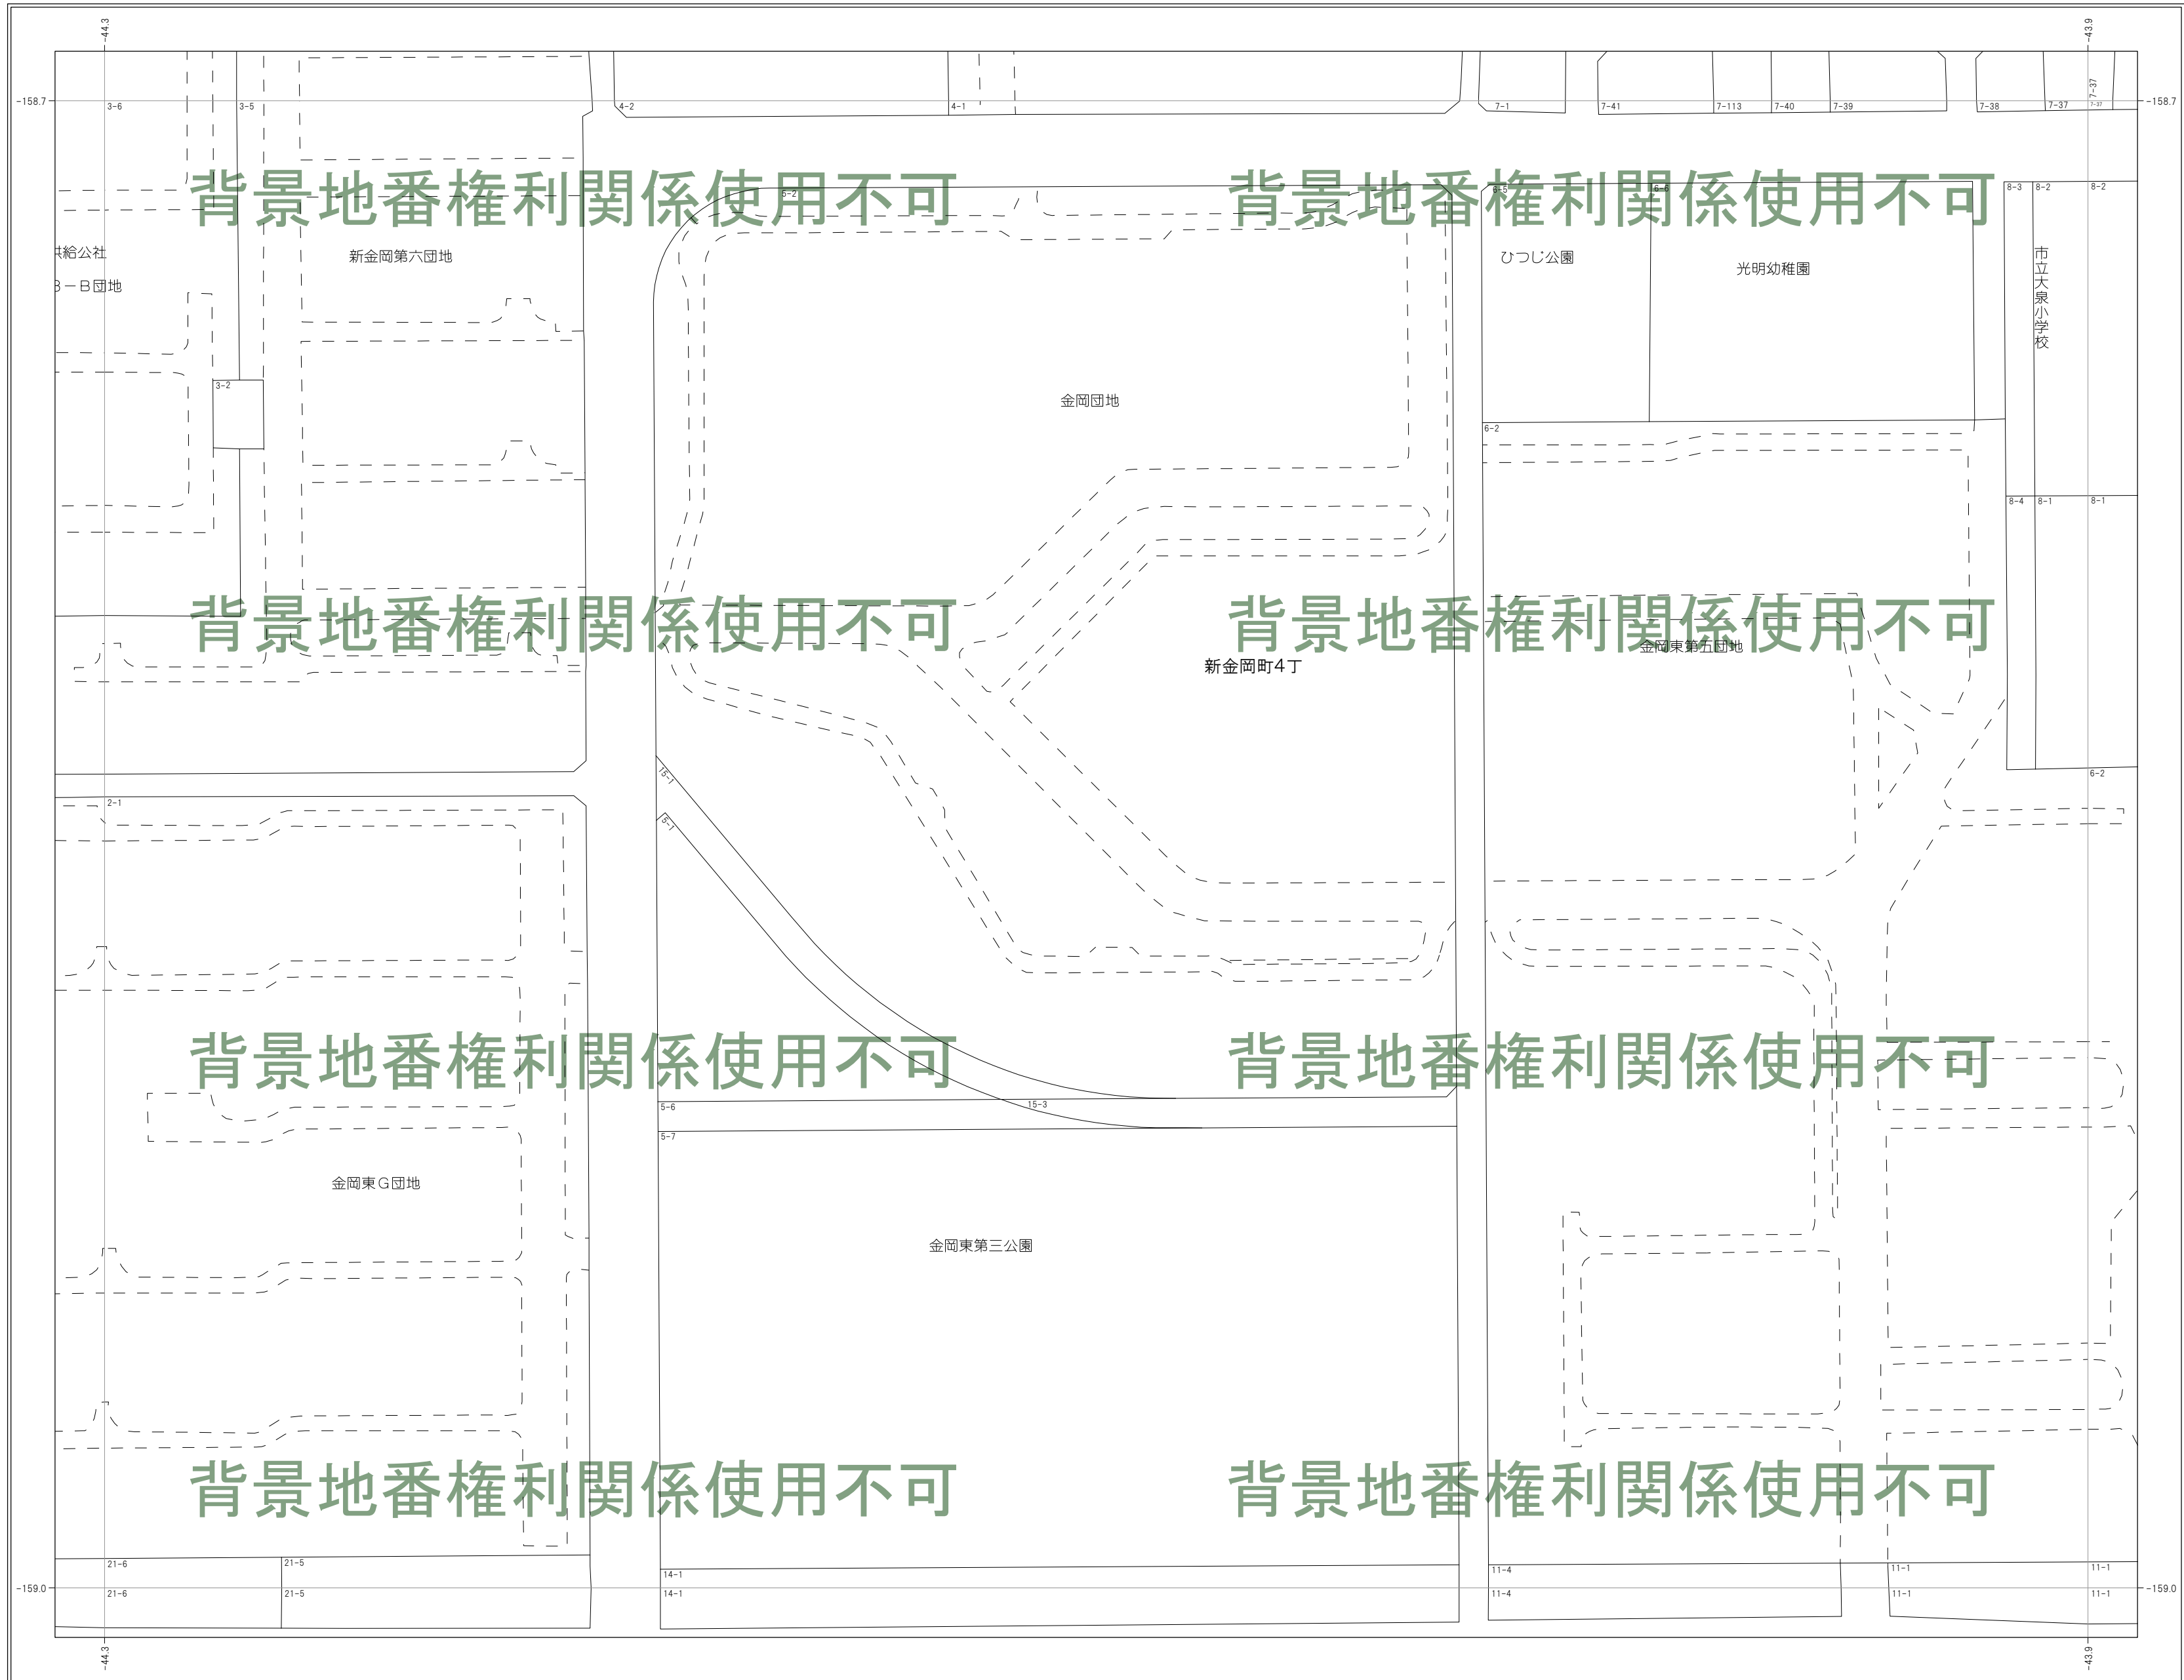 -44.3
-43.9
-158.7
3-6
3-5
4-2
4-1
7-1
7-41
7-113
7-40
7-39
7-38
7-37
7-37
7-37
-158.7
背景地番権利関係使用不可
背景地番権利関係使用不可
5-2
6-5
6-6
8-3
8-2
8-2
供給公社
3-B団地
新金岡第六団地
ひつじ公園
光明幼稚園
市立大泉小学校
3-2
金岡団地
6-2
8-4
8-1
8-1
背景地番権利関係使用不可
背景地番権利関係使用不可
新金岡町4丁
金岡東第五団地
15-1
6-2
2-1
5-1
背景地番権利関係使用不可
背景地番権利関係使用不可
5-6
15-3
5-7
金岡東G団地
金岡東第三公園
背景地番権利関係使用不可
背景地番権利関係使用不可
21-6
21-5
14-1
11-4
11-1
11-1
-159.0
21-6
21-5
14-1
11-4
11-1
11-1
-159.0
-44.3
-43.9